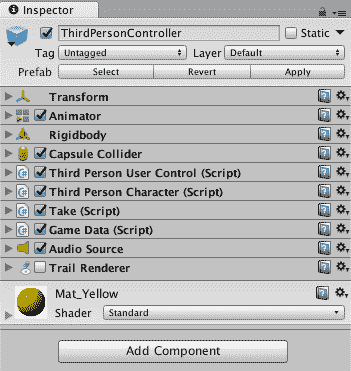 Inspector
ThirdPersonController Static
Tag Untagged Layer Default
Prefab Select Revert Apply
Transform
Animator
Rigidbody
Capsule Collider
Third Person User Control (Script)
Third Person Character (Script)
Take (Script)
Game Data (Script)
Audio Source
Trail Renderer
Mat_Yellow
Shader Standard
Add Component